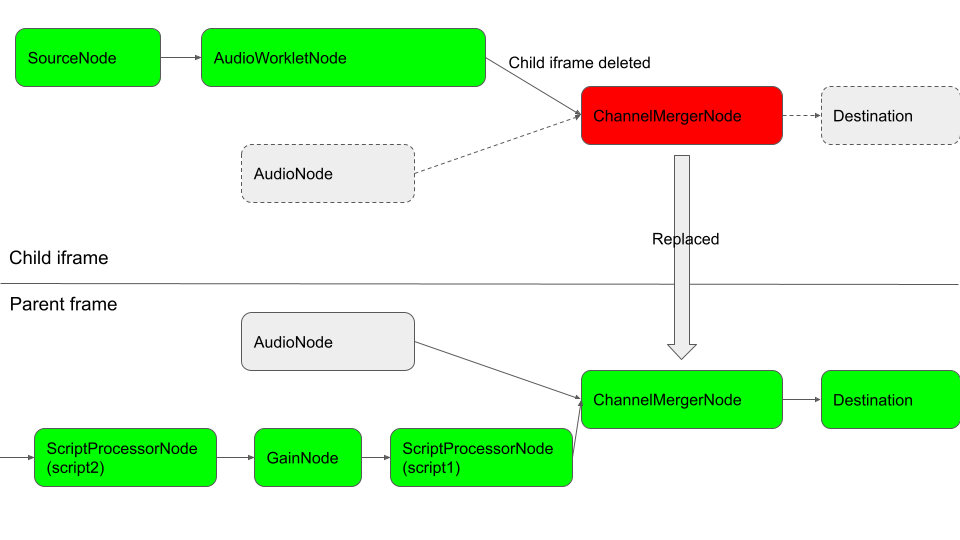 SourceNode
AudioWorkletNode
Child iframe deleted
ChannelMergerNode
Destination
AudioNode
Replaced
Child iframe
Parent frame
AudioNode
ChannelMergerNode
Destination
ScriptProcessorNode
(script2)
GainNode
ScriptProcessorNode
(script1)